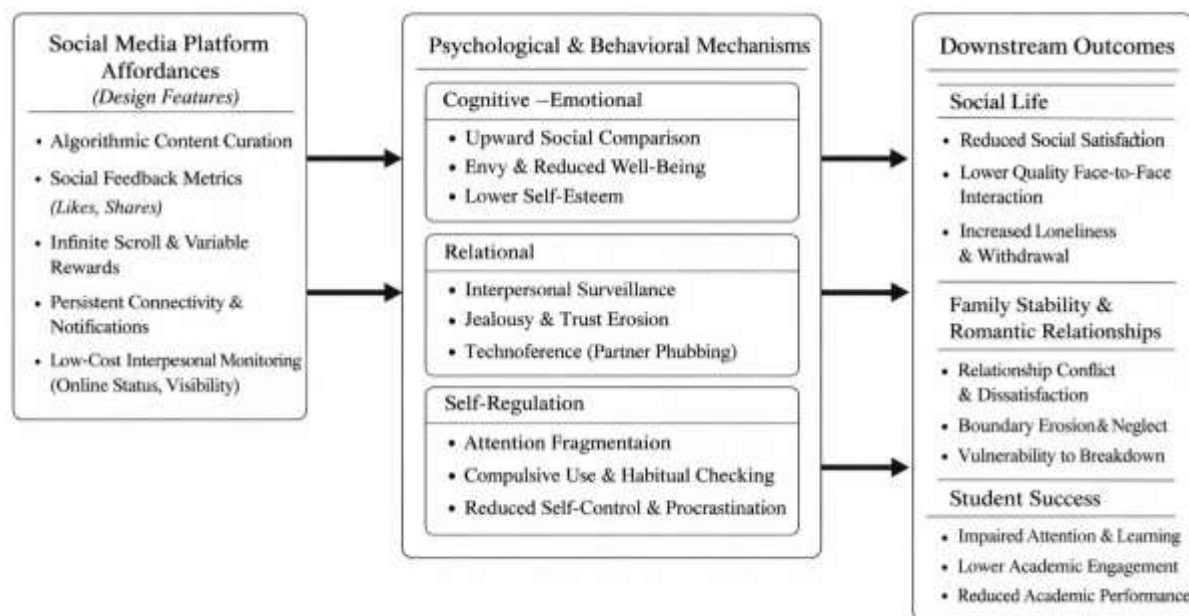 Social Media Platform
Affordances
(Design Features)
• Algorithmic Content Curation
• Social Feedback Metrics
(Likes, Shares)
• Infinite Scroll & Variable
Rewards
• Persistent Connectivity &
Notifications
• Low-Cost Interpesonal Monitoring
(Online Status, Visibility)
Psychological & Behavioral Mechanisms
Cognitive –Emotional
• Upward Social Comparison
• Envy & Reduced Well-Being
• Lower Self-Esteem
Relational
• Interpersonal Surveillance
• Jealousy & Trust Erosion
• Technoference (Partner Phubbing)
Self-Regulation
• Attention Fragmentaion
• Compulsive Use & Habitual Checking
• Reduced Self-Control & Procrastination
Downstream Outcomes
Social Life
• Reduced Social Satisfaction
• Lower Quality Face-to-Face
Interaction
• Increased Loneliness
& Withdrawal
Family Stability &
Romantic Relationships
• Relationship Conflict
& Dissatisfaction
• Boundary Erosion & Neglect
• Vulnerability to Breakdown
Student Success
• Impaired Attention & Learning
• Lower Academic Engagement
• Reduced Academic Performance